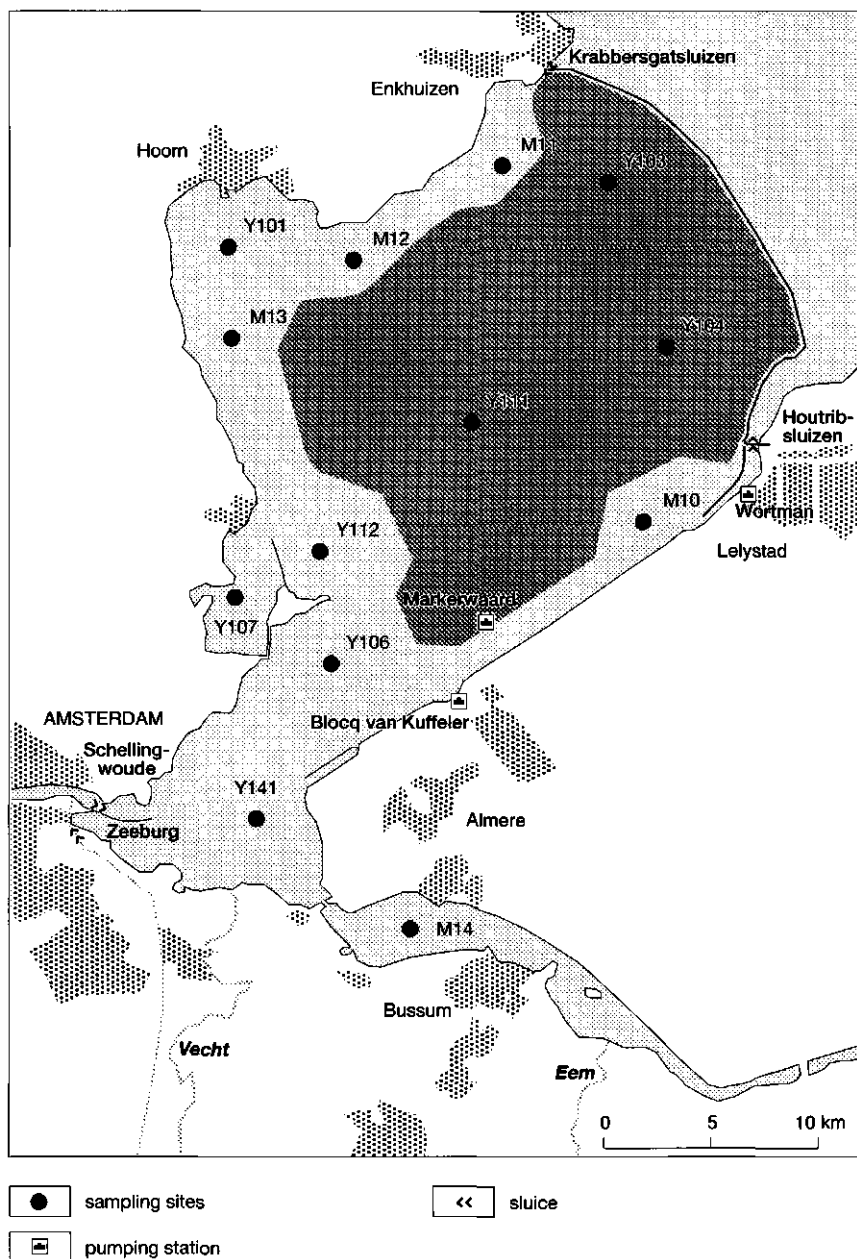 Krabbersgatsluizen
Enkhuizen
Hoorn
M11
Y103
Y101
M12
M13
Y104
Y111
Houtrib-
sluizen
M10
Wortman
Lelystad
Y112
Markerwaard
Y107
Y106
Blocq van Kuffeler
AMSTERDAM
Schelling-
woude
Y141
Zeeburg
Almere
M14
Bussum
Vecht
Eem
0 5 10 km
sampling sites
sluice
pumping station